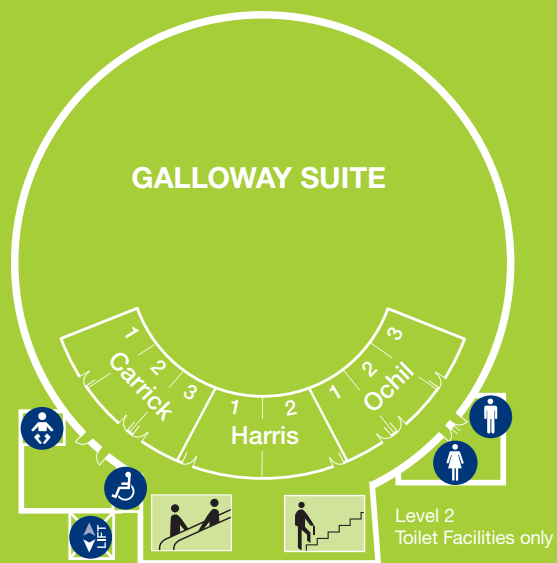 GALLOWAY SUITE
1 2 3
Carrick
1 2
Harris
1 2 3
Ochil
LIFT
Level 2
Toilet Facilities only